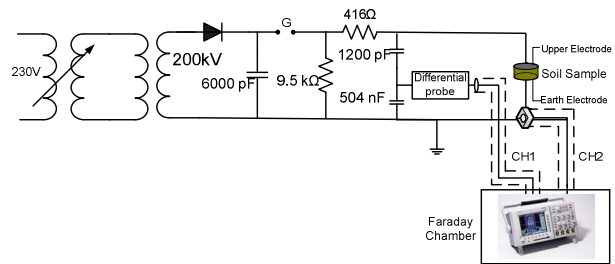 230V
200kV
6000 pF
G
9.5 kΩ
416Ω
1200 pF
504 nF
Differential
probe
Upper Electrode
Soil Sample
Earth Electrode
CH1
CH2
Faraday
Chamber